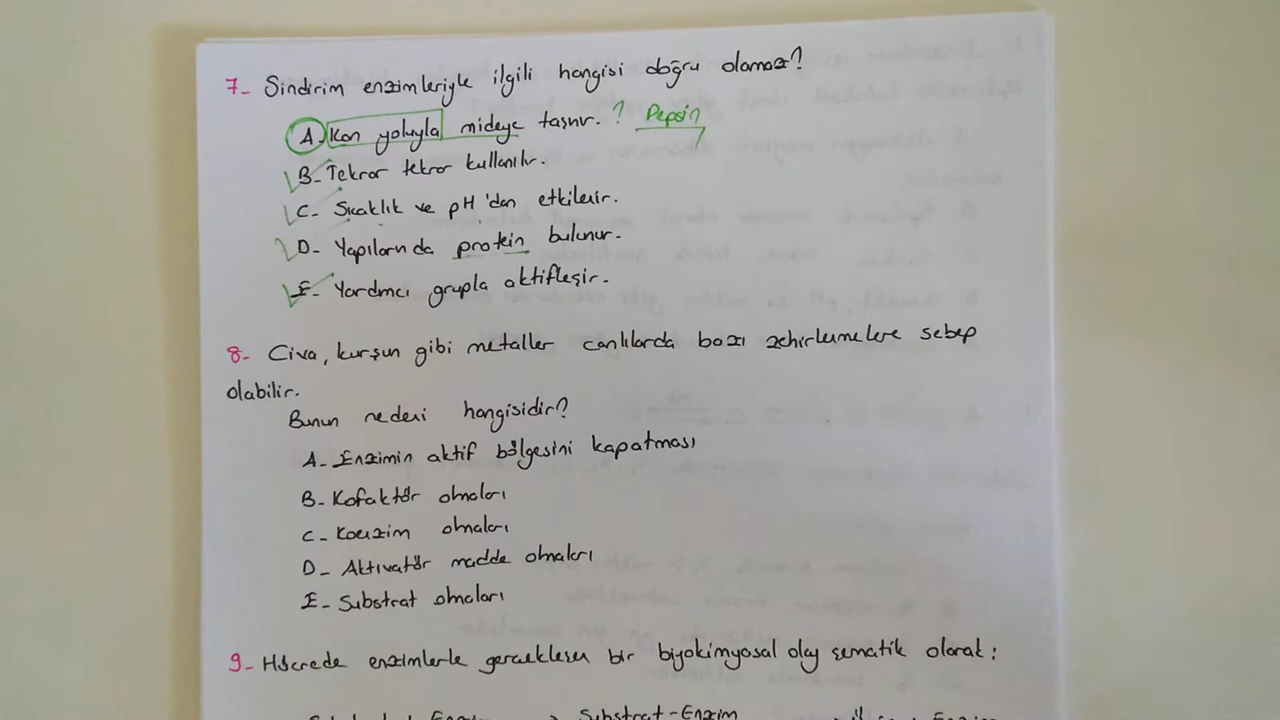 7- Sindirim enzimleriyle ilgili hangisi doğru olamaz?
A. Kan yoluyla mideye taşınır. ? Pepsin
B- Tekrar tekrar kullanılır.
C- Sıcaklık ve pH'dan etkilenir.
D- Yapılarında protein bulunur.
E- Yardımcı grupla aktifleşir.
8- Civa, kurşun gibi metaller canlılarda bazı zehirlenmelere sebep
olabilir.
Bunun nedeni hangisidir?
A- Enzimin aktif bölgesini kapatması
B- Kofaktör olmaları
C- Koenzim olmaları
D- Aktivatör madde olmaları
E- Substrat olmaları
9- Hücrede enzimlerle gerçekleşen bir biyokimyasal olay şematik olarak:
Substrat-Enzim